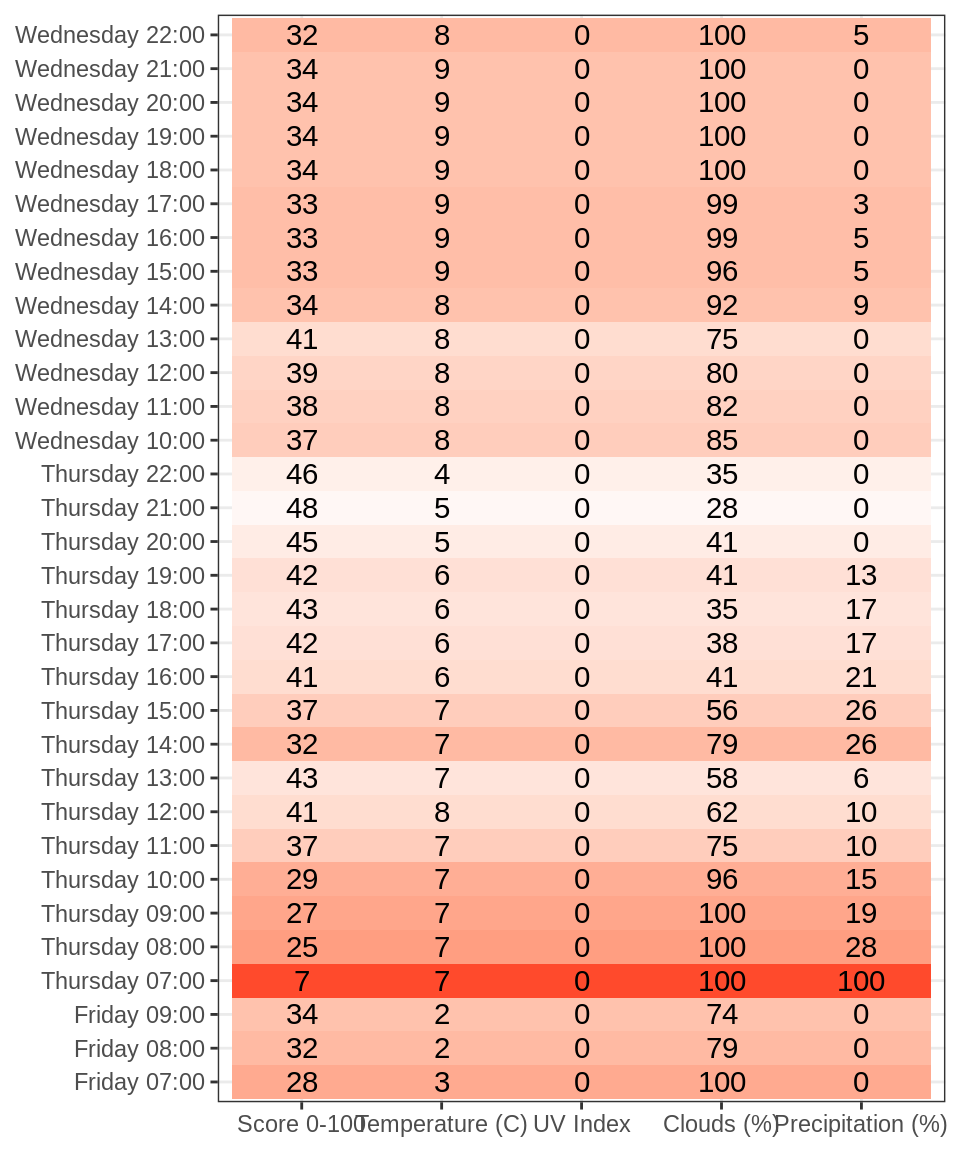 Wednesday 22:00 32 8 0 100 5
Wednesday 21:00 34 9 0 100 0
Wednesday 20:00 34 9 0 100 0
Wednesday 19:00 34 9 0 100 0
Wednesday 18:00 34 9 0 100 0
Wednesday 17:00 33 9 0 99 3
Wednesday 16:00 33 9 0 99 5
Wednesday 15:00 33 9 0 96 5
Wednesday 14:00 34 8 0 92 9
Wednesday 13:00 41 8 0 75 0
Wednesday 12:00 39 8 0 80 0
Wednesday 11:00 38 8 0 82 0
Wednesday 10:00 37 8 0 85 0
Thursday 22:00 46 4 0 35 0
Thursday 21:00 48 5 0 28 0
Thursday 20:00 45 5 0 41 0
Thursday 19:00 42 6 0 41 13
Thursday 18:00 43 6 0 35 17
Thursday 17:00 42 6 0 38 17
Thursday 16:00 41 6 0 41 21
Thursday 15:00 37 7 0 56 26
Thursday 14:00 32 7 0 79 26
Thursday 13:00 43 7 0 58 6
Thursday 12:00 41 8 0 62 10
Thursday 11:00 37 7 0 75 10
Thursday 10:00 29 7 0 96 15
Thursday 09:00 27 7 0 100 19
Thursday 08:00 25 7 0 100 28
Thursday 07:00 7 7 0 100 100
Friday 09:00 34 2 0 74 0
Friday 08:00 32 2 0 79 0
Friday 07:00 28 3 0 100 0
Score 0-100 Temperature (C) UV Index Clouds (%) Precipitation (%)